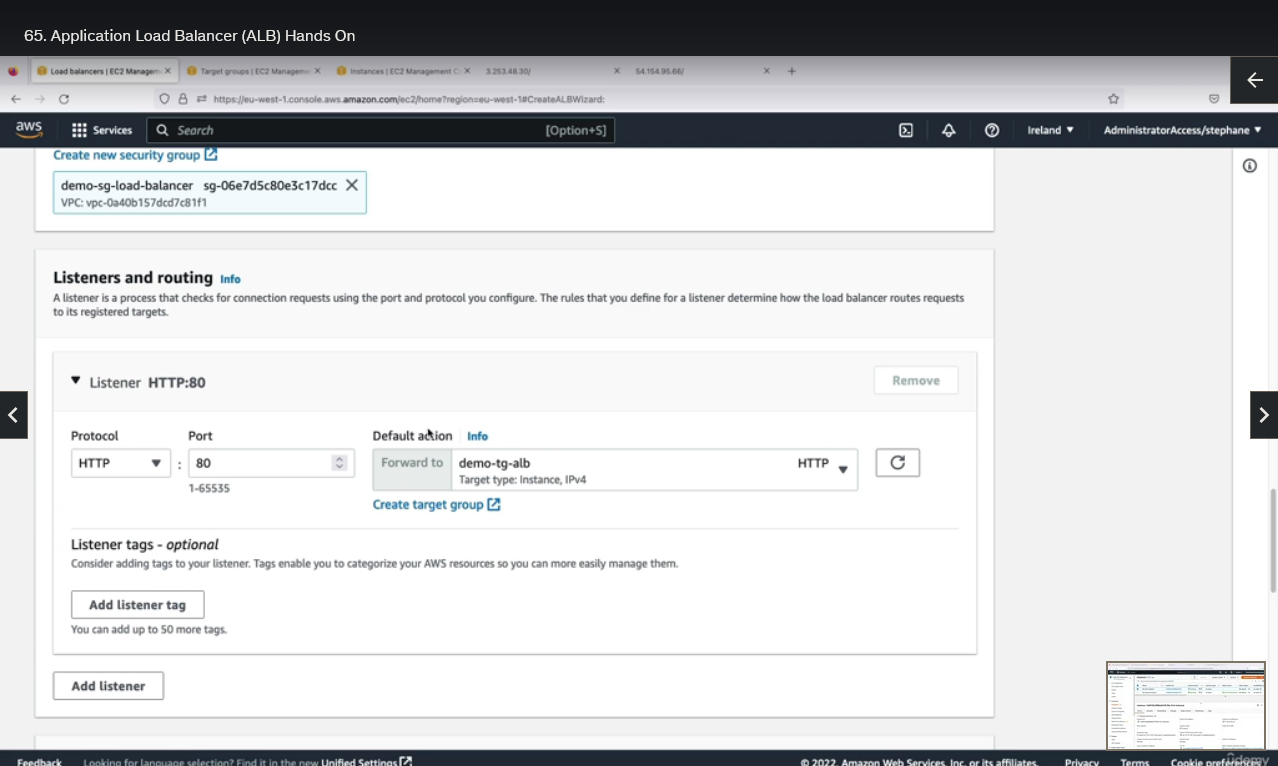 65. Application Load Balancer (ALB) Hands On
Load balancers | EC2 Managem
Target groups | EC2 Manageme
Instances | EC2 Management C
3.253.48.30/
54.154.95.66/
https://eu-west-1.console.aws.amazon.com/ec2/home?region=eu-west-1#CreateALBWizard:
aws
Services
Search
[Option+S]
Ireland
AdministratorAccess/stephane
Create new security group
demo-sg-load-balancer sg-06e7d5c80e3c17dcc
VPC: vpc-0a40b157dcd7c81f1
Listeners and routing Info
A listener is a process that checks for connection requests using the port and protocol you configure. The rules that you define for a listener determine how the load balancer routes requests
to its registered targets.
Listener HTTP:80
Remove
Protocol
Port
Default action
Info
HTTP
:
80
Forward to
demo-tg-alb
HTTP
Target type: Instance, IPv4
1-65535
Create target group
Listener tags - optional
Consider adding tags to your listener. Tags enable you to categorize your AWS resources so you can more easily manage them.
Add listener tag
You can add up to 50 more tags.
Add listener
Feedback
Looking for language selection? Find it in the new Unified Settings
© 2022, Amazon Web Services, Inc. or its affiliates.
Privacy
Terms
Cookie preferences
udemy